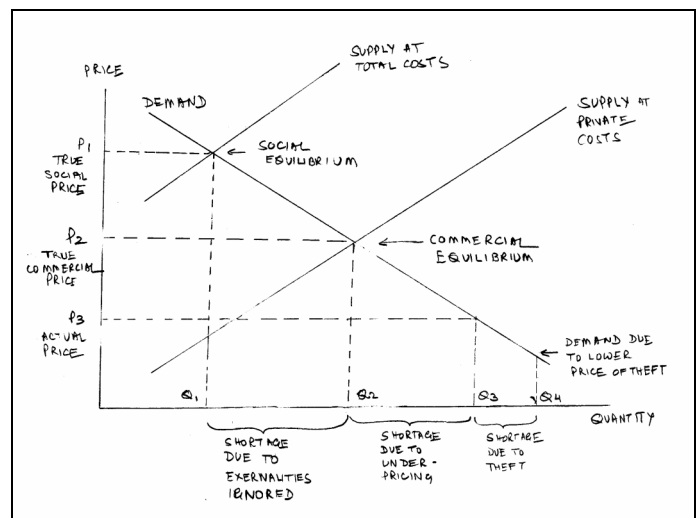 PRICE
SUPPLY AT
TOTAL COSTS
DEMAND
SUPPLY AT
PRIVATE
COSTS
P1
TRUE
SOCIAL
PRICE
SOCIAL
EQUILIBRIUM
P2
TRUE
COMMERCIAL
PRICE
COMMERCIAL
EQUILIBRIUM
P3
ACTUAL
PRICE
DEMAND DUE
TO LOWER
PRICE OF THEFT
Q1
Q2
Q3
Q4
QUANTITY
SHORTAGE
DUE TO
EXERNALITIES
IGNORED
SHORTAGE
DUE TO
UNDER-
PRICING
SHORTAGE
DUE TO
THEFT